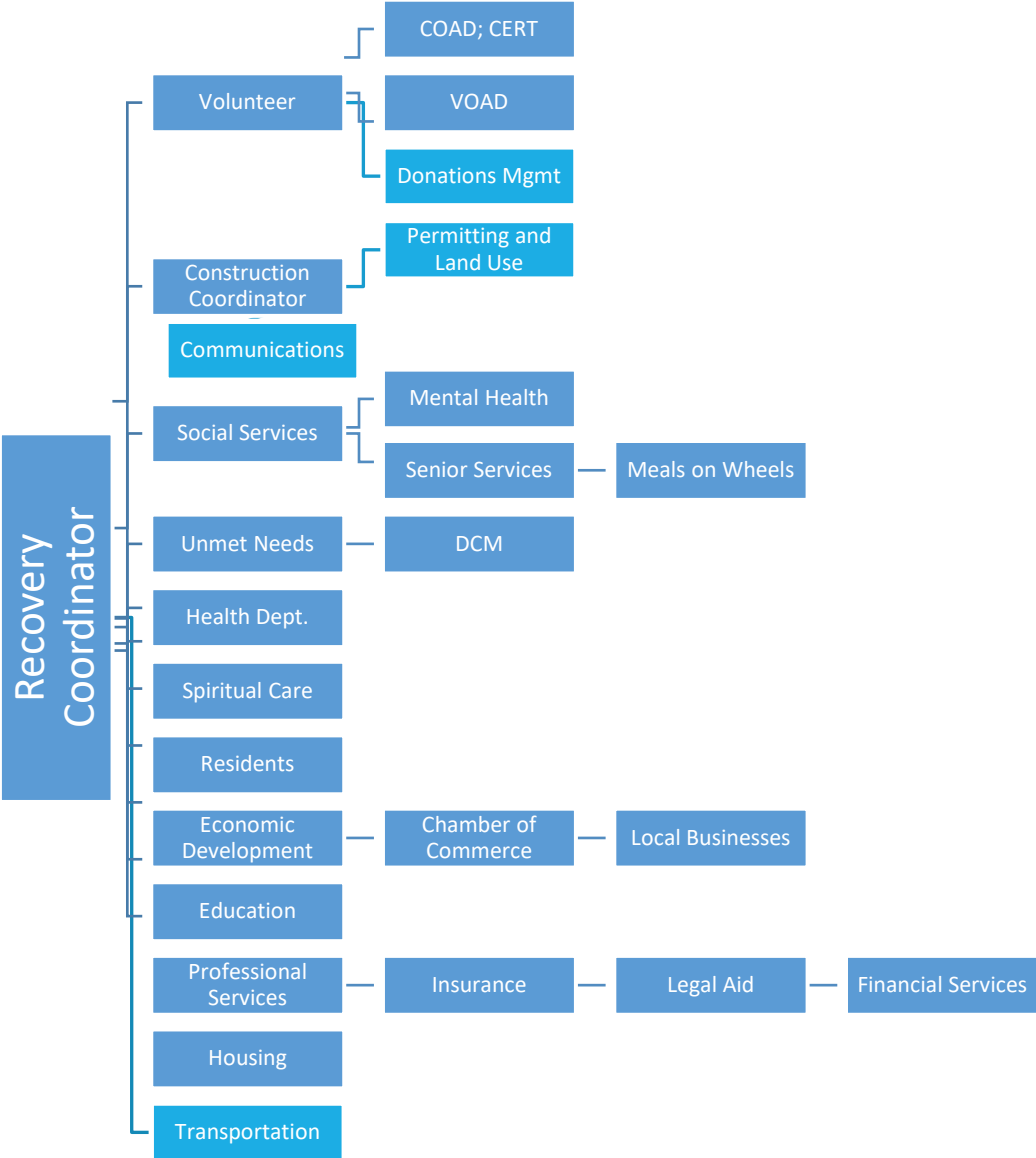 COAD; CERT
Volunteer
VOAD
Donations Mgmt
Permitting and
Land Use
Construction
Coordinator
Communications
Mental Health
Social Services
Senior Services
Meals on Wheels
Recovery
Coordinator
Unmet Needs
DCM
Health Dept.
Spiritual Care
Residents
Economic
Development
Chamber of
Commerce
Local Businesses
Education
Professional
Services
Insurance
Legal Aid
Financial Services
Housing
Transportation